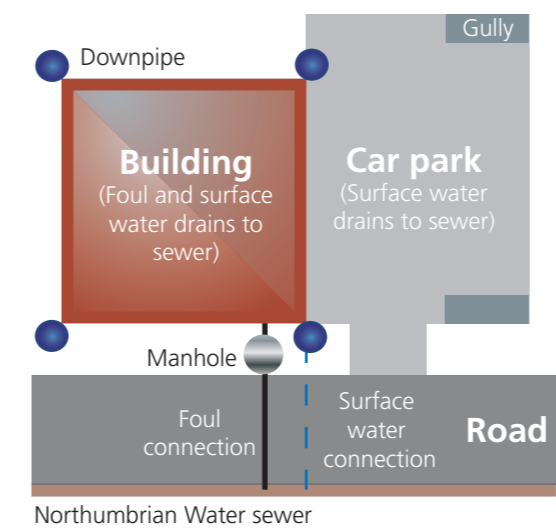 Gully
Downpipe
Building
(Foul and surface
water drains to
sewer)
Car park
(Surface water
drains to sewer)
Manhole
Foul
connection
Surface
water
connection
Road
Northumbrian Water sewer